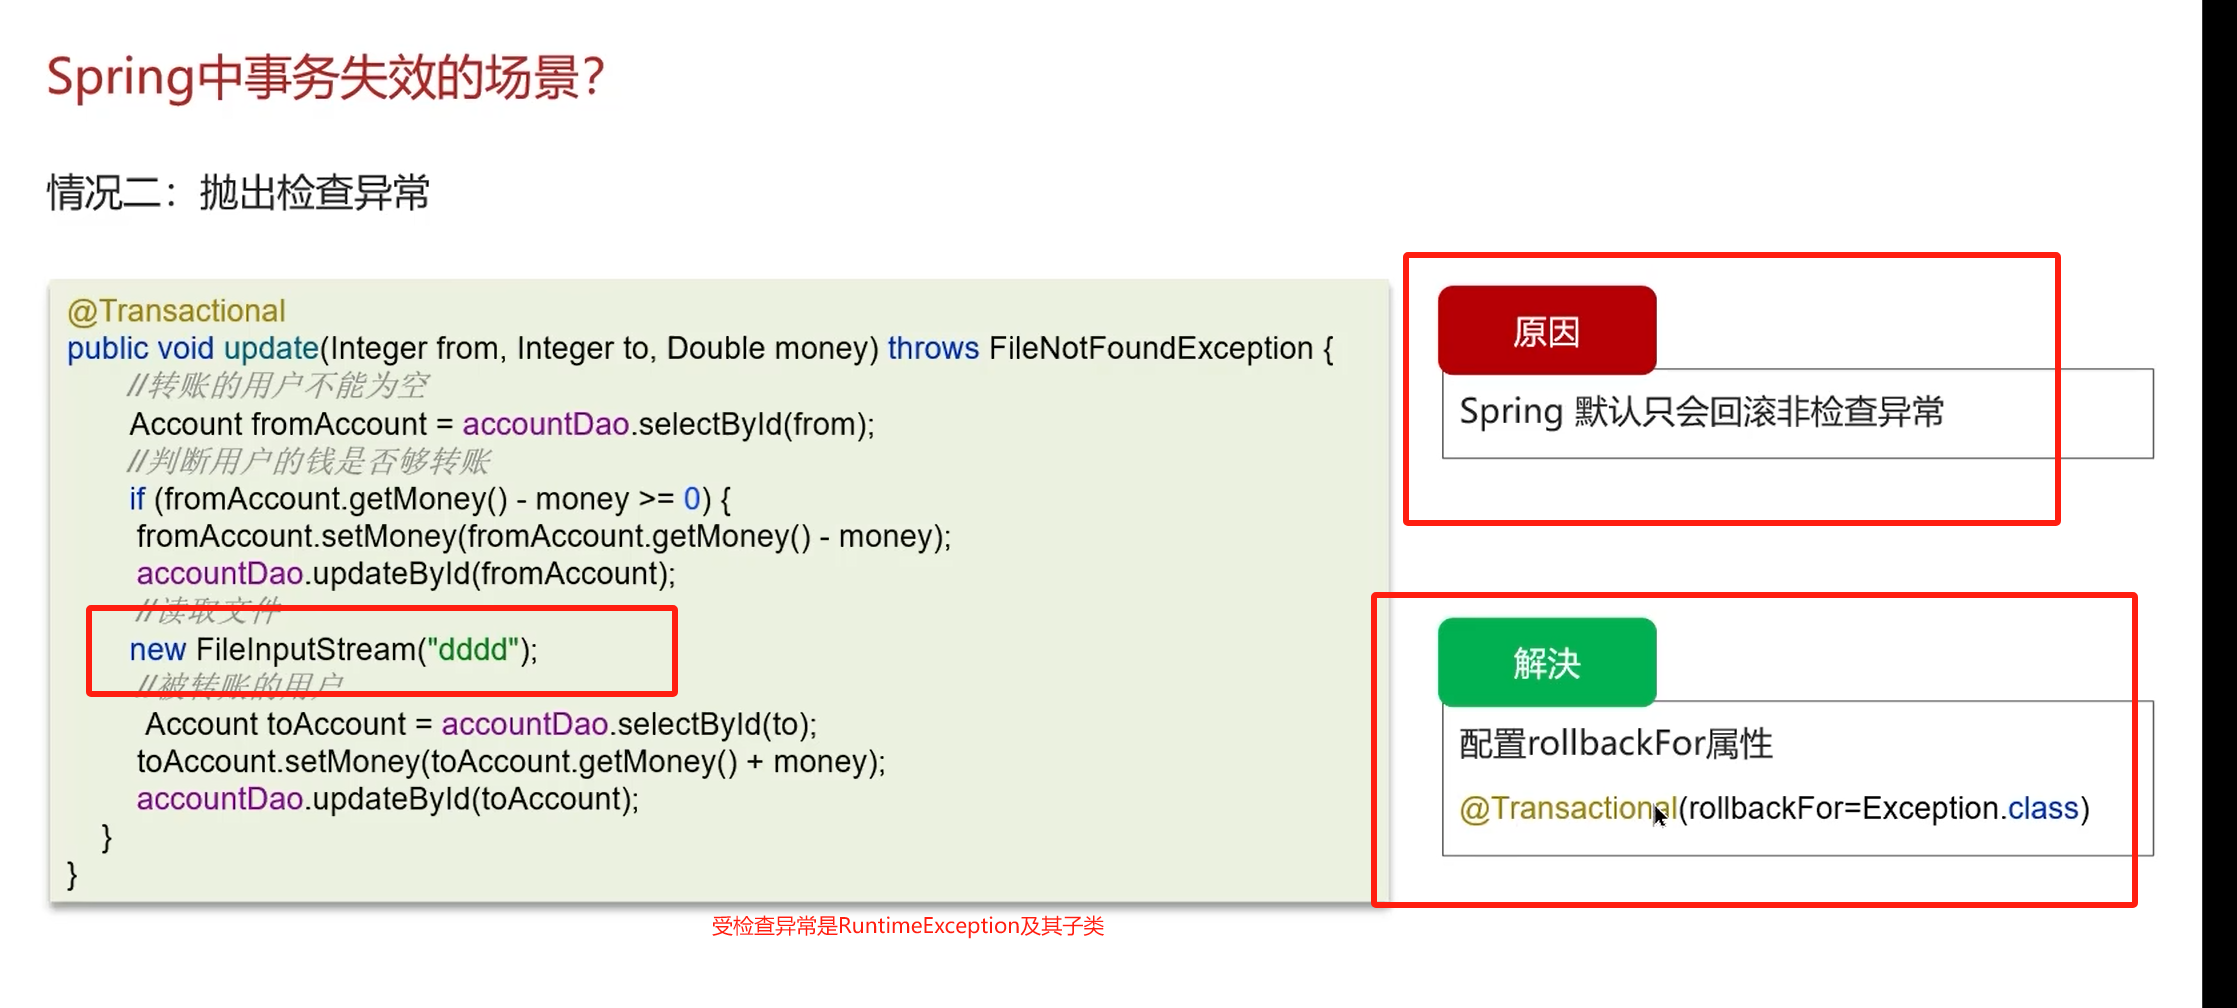 Spring中事务失效的场景?
情况二：抛出检查异常
@Transactional
public void update(Integer from, Integer to, Double money) throws FileNotFoundException {
//转账的用户不能为空
Account fromAccount = accountDao.selectById(from);
//判断用户的钱是否够转账
if (fromAccount.getMoney() - money >= 0) {
fromAccount.setMoney(fromAccount.getMoney() - money);
accountDao.updateById(fromAccount);
//读取文件
new FileInputStream("dddd");
//被转账的用户
Account toAccount = accountDao.selectById(to);
toAccount.setMoney(toAccount.getMoney() + money);
accountDao.updateById(toAccount);
}
}
原因
Spring 默认只会回滚非检查异常
解决
配置rollbackFor属性
@Transactional(rollbackFor=Exception.class)
受检查异常是RuntimeException及其子类